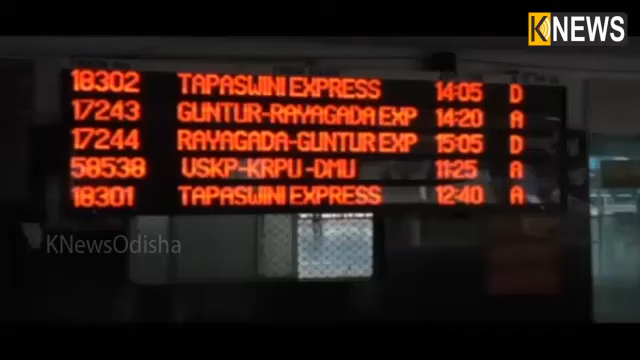 KNEWS
18302 TAPASWINI EXPRESS 14:05 D
17243 GUNTUR-RAYAGADA EXP 14:20 A
17244 RAYAGADA-GUNTUR EXP 15:05 D
58538 VSKP-KRPU-DMU 11:25 A
18301 TAPASWINI EXPRESS 12:40 A
KNewsOdisha